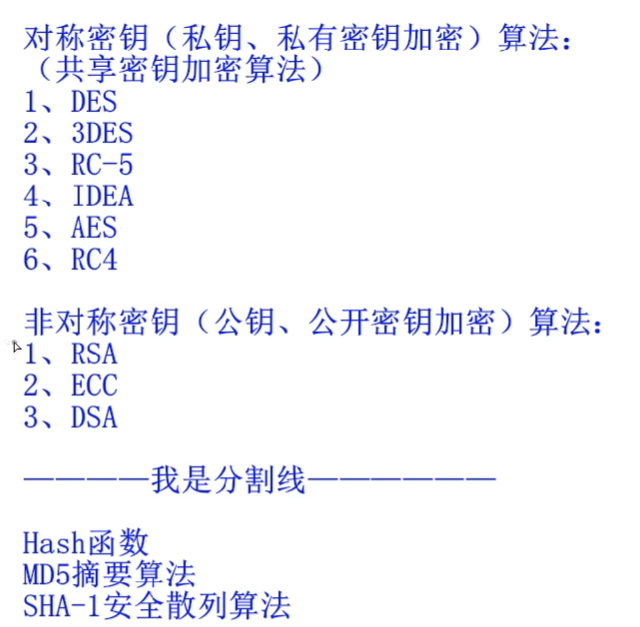 对称密钥（私钥、私有密钥加密）算法：
（共享密钥加密算法）
1、DES
2、3DES
3、RC-5
4、IDEA
5、AES
6、RC4
非对称密钥（公钥、公开密钥加密）算法：
1、RSA
2、ECC
3、DSA
————我是分割线——————
Hash函数
MD5摘要算法
SHA-1安全散列算法